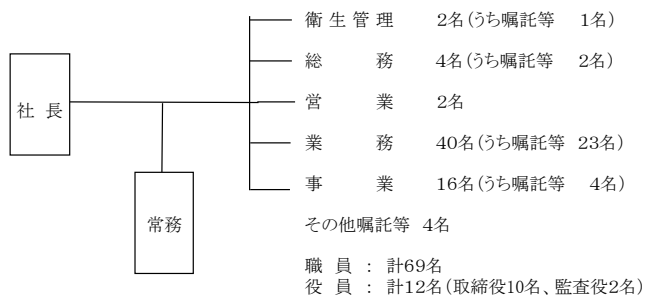 衛生管理 2名(うち嘱託等 1名)
総務 4名(うち嘱託等 2名)
社長
営業 2名
業務 40名(うち嘱託等 23名)
事業 16名(うち嘱託等 4名)
常務
その他嘱託等 4名
職員 : 計69名
役員 : 計12名(取締役10名、監査役2名)